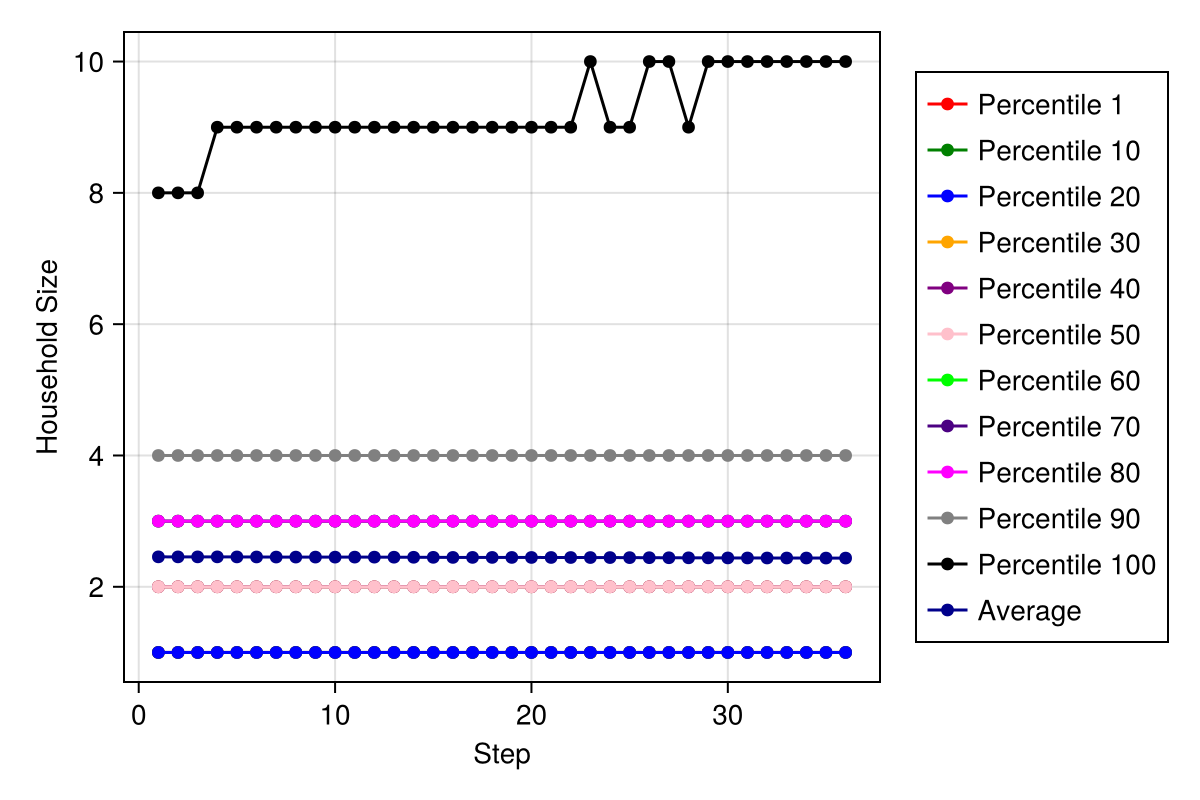 10
8
6
4
2
Household Size
0 10 20 30
Step
Percentile 1
Percentile 10
Percentile 20
Percentile 30
Percentile 40
Percentile 50
Percentile 60
Percentile 70
Percentile 80
Percentile 90
Percentile 100
Average